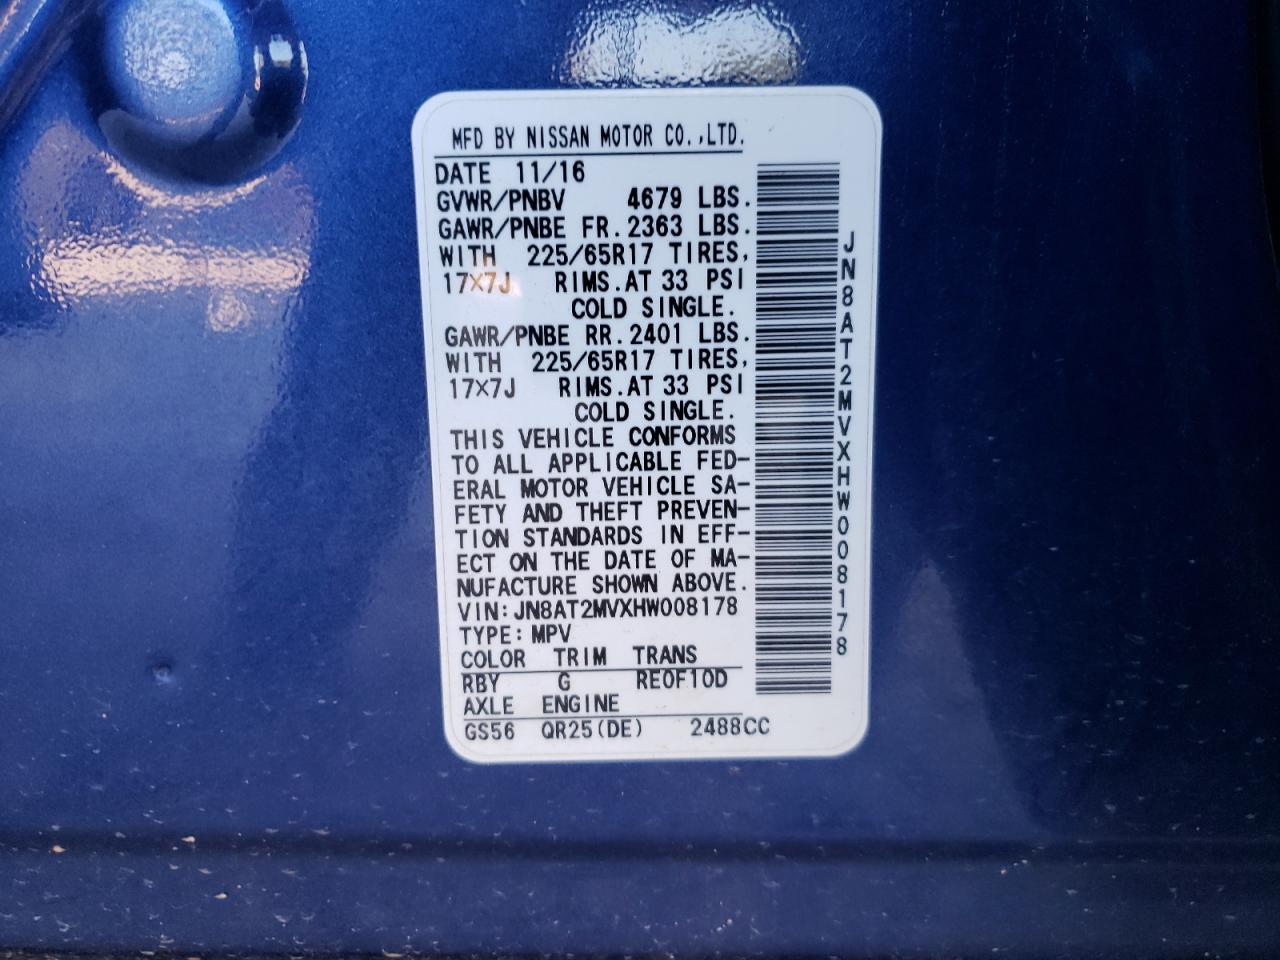 MFD BY NISSAN MOTOR CO.,LTD.
DATE 11/16
GVWR/PNBV 4679 LBS.
GAWR/PNBE FR.2363 LBS.
WITH 225/65R17 TIRES,
17×7J RIMS.AT 33 PSI
COLD SINGLE.
GAWR/PNBE RR.2401 LBS.
WITH 225/65R17 TIRES,
17×7J RIMS.AT 33 PSI
COLD SINGLE.
THIS VEHICLE CONFORMS
TO ALL APPLICABLE FED-
ERAL MOTOR VEHICLE SA-
FETY AND THEFT PREVEN-
TION STANDARDS IN EFF-
ECT ON THE DATE OF MA-
NUFACTURE SHOWN ABOVE.
VIN:JN8AT2MVXHW008178
TYPE:MPV
COLOR TRIM TRANS
RBY G RE0F10D
AXLE ENGINE
GS56 QR25(DE) 2488CC
JN8AT2MVXHW008178